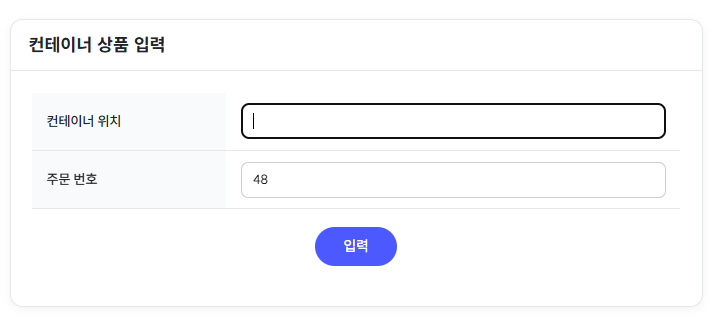 컨테이너 상품 입력
컨테이너 위치
주문 번호
48
입력